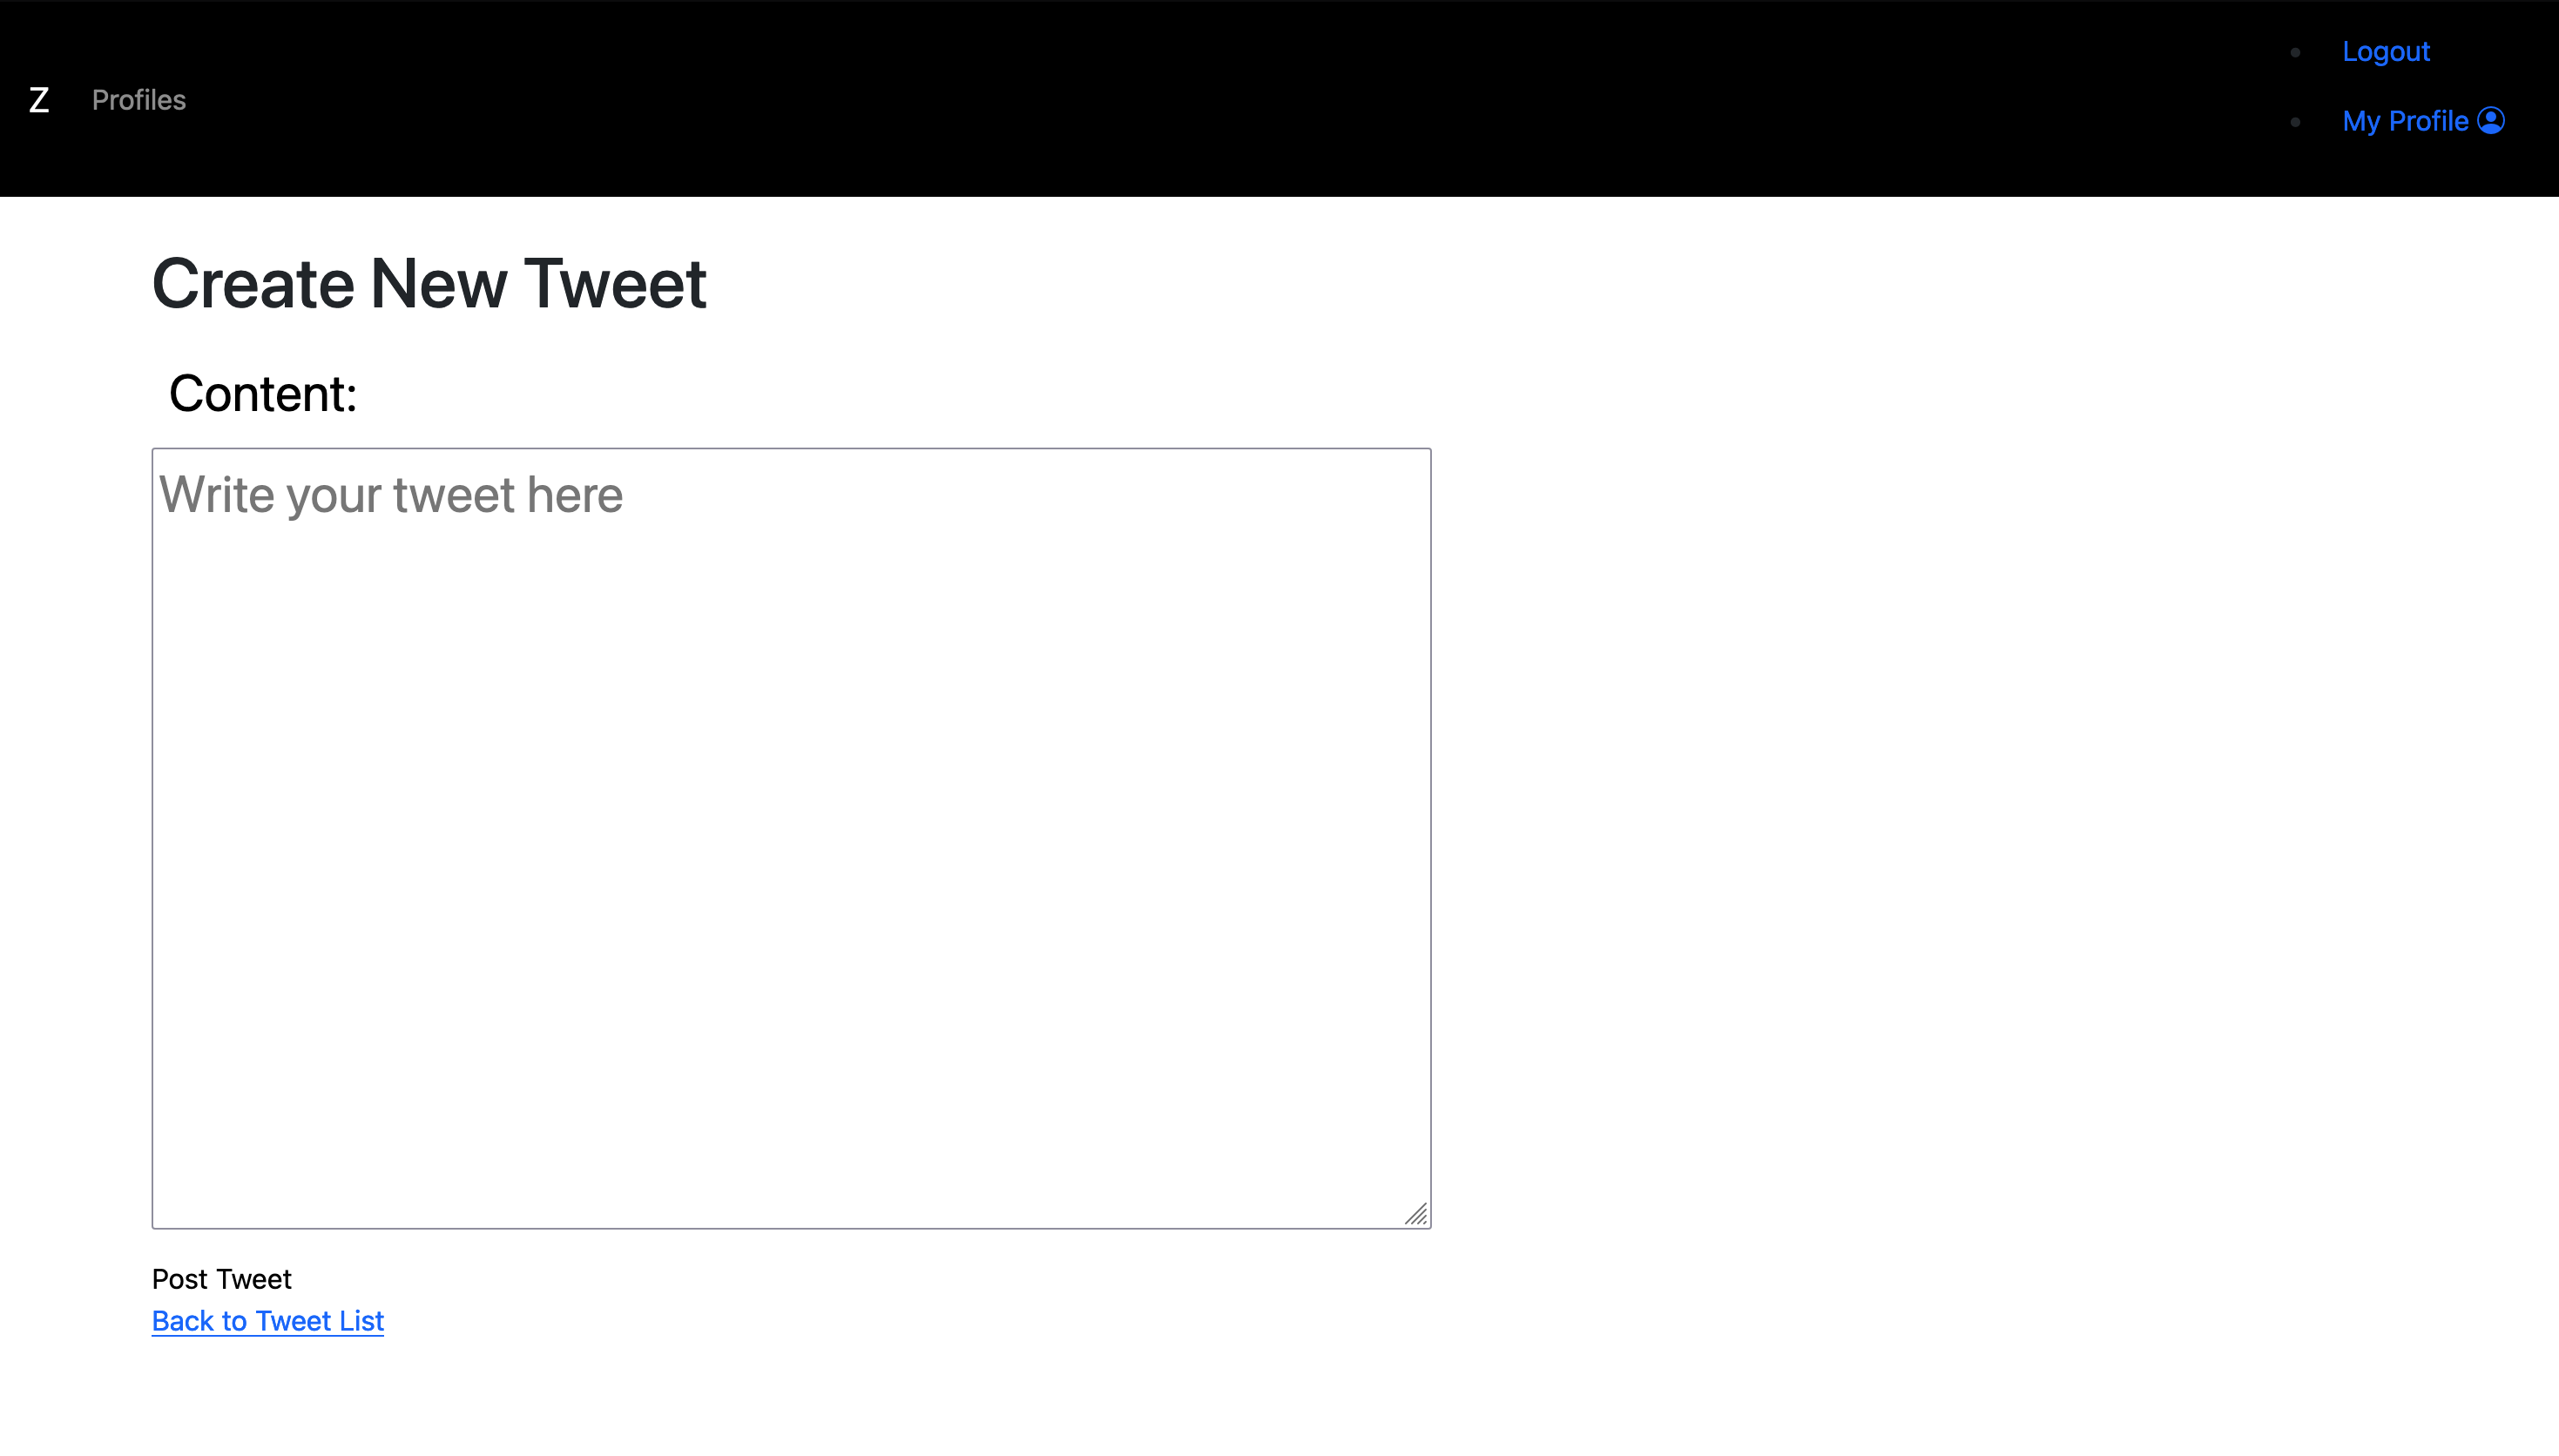 Z Profiles
Logout
My Profile
Create New Tweet
Content:
Write your tweet here
Post Tweet
Back to Tweet List